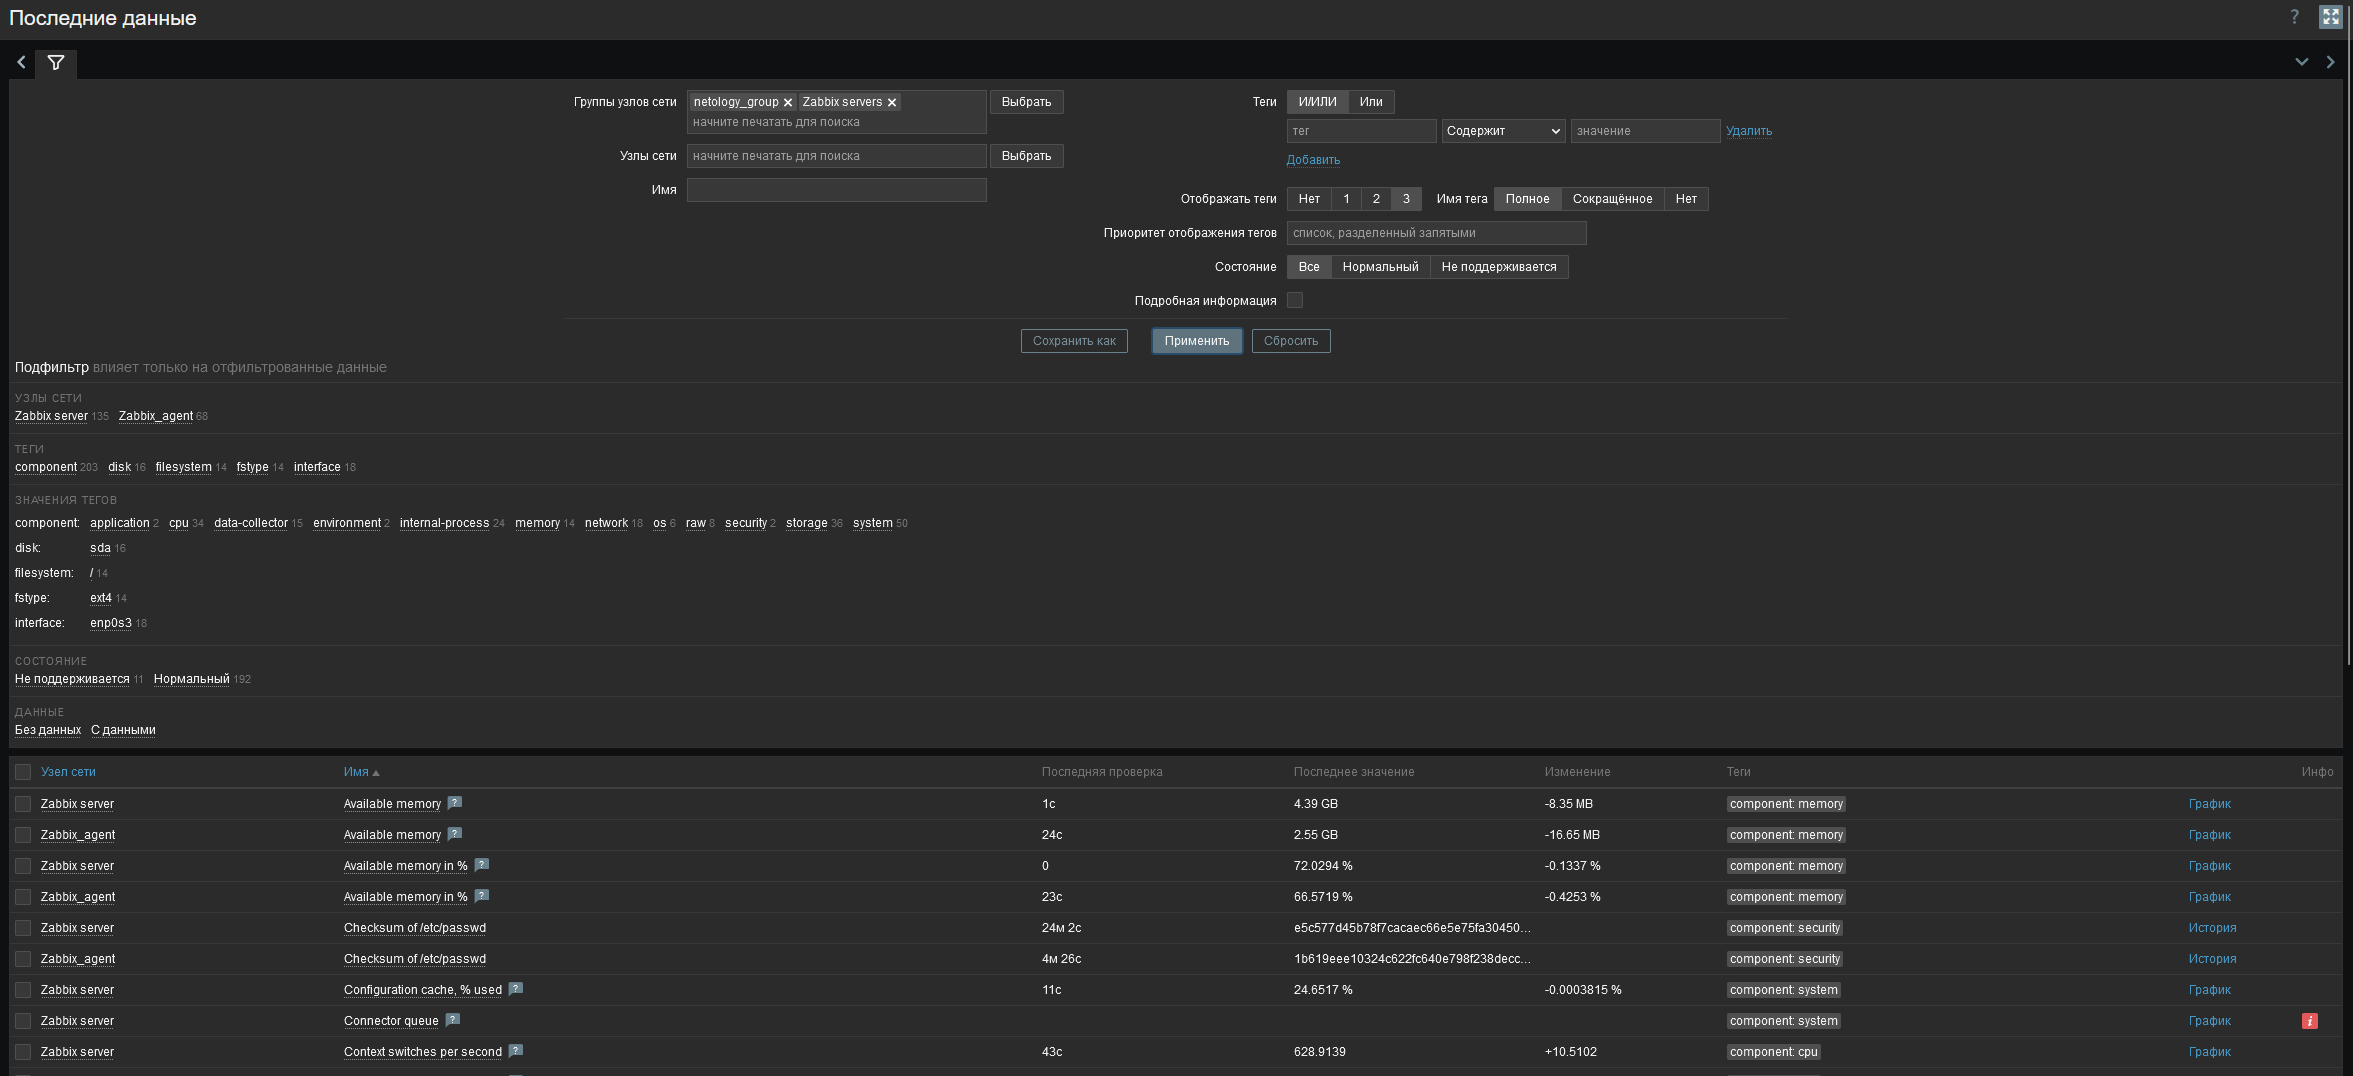 Последние данные
?
Группы узлов сети netology_group Zabbix servers Выбрать Теги И/ИЛИ Или
начните печатать для поиска
тег Содержит значение Удалить
Узлы сети начните печатать для поиска Выбрать
Добавить
Имя
Отображать теги Нет 1 2 3 Имя тега Полное Сокращённое Нет
Приоритет отображения тегов список, разделенный запятыми
Состояние Все Нормальный Не поддерживается
Подробная информация
Сохранить как Применить Сбросить
Подфильтр влияет только на отфильтрованные данные
УЗЛЫ СЕТИ
Zabbix server 135 Zabbix_agent 68
ТЕГИ
component 203 disk 16 filesystem 14 fstype 14 interface 18
ЗНАЧЕНИЯ ТЕГОВ
component: application 2 cpu 34 data-collector 15 environment 2 internal-process 24 memory 14 network 18 os 6 raw 8 security 2 storage 36 system 50
disk: sda 16
filesystem: / 14
fstype: ext4 14
interface: enp0s3 18
СОСТОЯНИЕ
Не поддерживается 11 Нормальный 192
ДАННЫЕ
Без данных С данными
Узел сети Имя Последняя проверка Последнее значение Изменение Теги Инфо
Zabbix server Available memory ? 1с 4.39 GB -8.35 MB component: memory График
Zabbix_agent Available memory ? 24с 2.55 GB -16.65 MB component: memory График
Zabbix server Available memory in % ? 0 72.0294 % -0.1337 % component: memory График
Zabbix_agent Available memory in % ? 23с 66.5719 % -0.4253 % component: memory График
Zabbix server Checksum of /etc/passwd 24м 2с e5c577d45b78f7cacaec66e5e75fa30450... component: security История
Zabbix_agent Checksum of /etc/passwd 4м 26с 1b619eee10324c622fc640e798f238decc... component: security История
Zabbix server Configuration cache, % used ? 11с 24.6517 % -0.0003815 % component: system График
Zabbix server Connector queue ? component: system График i
Zabbix server Context switches per second ? 43с 628.9139 +10.5102 component: cpu График